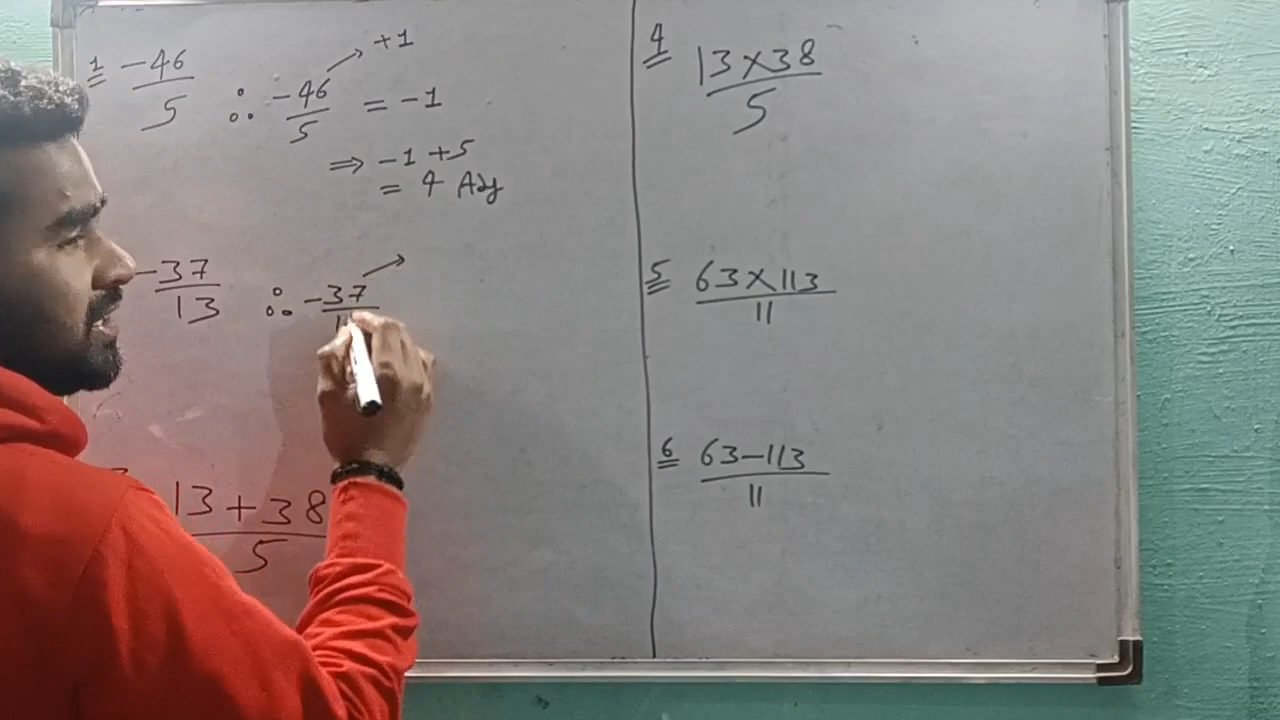 1 -46/5 ∴ -46/5 → +1 = -1
⇒ -1 +5
= 4 Ans
-37/13 ∴ -37/1 →
13 + 38/5
4 13×38/5
5 63×113/11
6 63-113/11